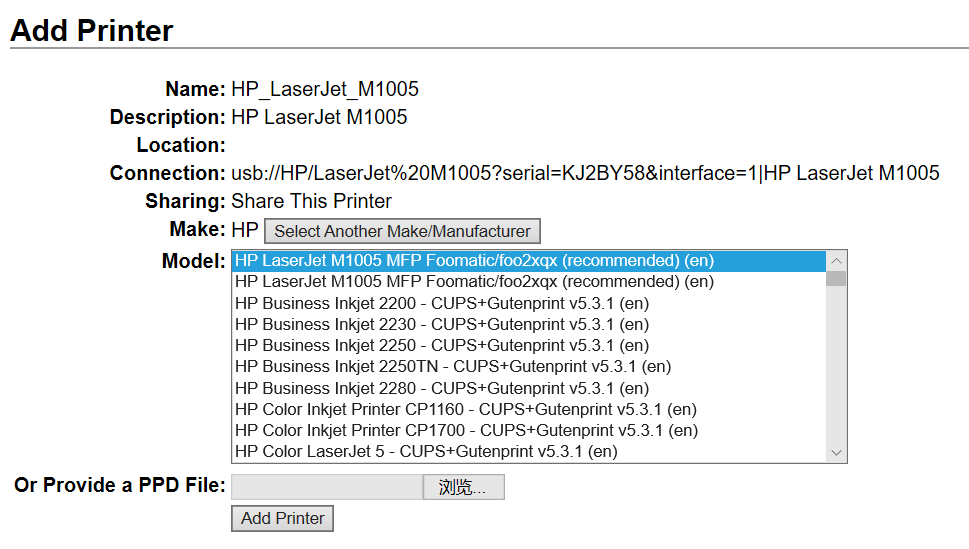 Add Printer
Name: HP_LaserJet_M1005
Description: HP LaserJet M1005
Location:
Connection: usb://HP/LaserJet%20M1005?serial=KJ2BY58&interface=1|HP LaserJet M1005
Sharing: Share This Printer
Make: HP Select Another Make/Manufacturer
Model: HP LaserJet M1005 MFP Foomatic/foo2xqx (recommended) (en)
HP LaserJet M1005 MFP Foomatic/foo2xqx (recommended) (en)
HP Business Inkjet 2200 - CUPS+Gutenprint v5.3.1 (en)
HP Business Inkjet 2230 - CUPS+Gutenprint v5.3.1 (en)
HP Business Inkjet 2250 - CUPS+Gutenprint v5.3.1 (en)
HP Business Inkjet 2250TN - CUPS+Gutenprint v5.3.1 (en)
HP Business Inkjet 2280 - CUPS+Gutenprint v5.3.1 (en)
HP Color Inkjet Printer CP1160 - CUPS+Gutenprint v5.3.1 (en)
HP Color Inkjet Printer CP1700 - CUPS+Gutenprint v5.3.1 (en)
HP Color LaserJet 5 - CUPS+Gutenprint v5.3.1 (en)
Or Provide a PPD File: 浏览...
Add Printer